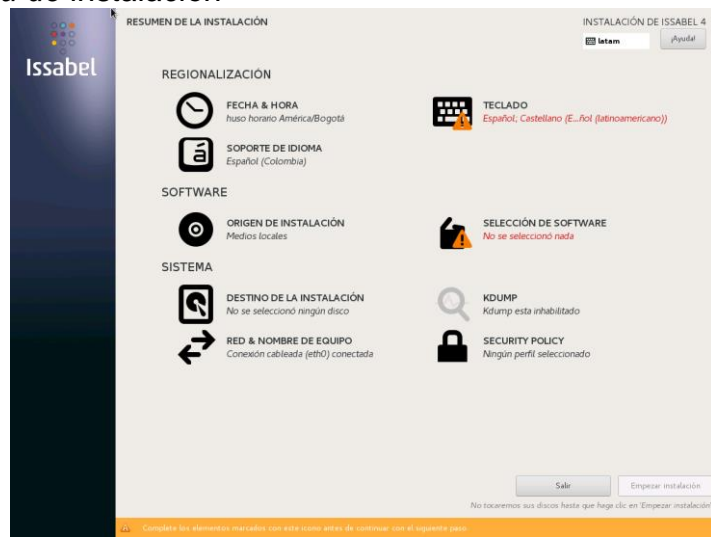 de instalación
RESUMEN DE LA INSTALACIÓN
INSTALACIÓN DE ISSABEL 4
latam
¡Ayuda!
Issabel
REGIONALIZACIÓN
FECHA & HORA
huso horario América/Bogotá
TECLADO
Español; Castellano (E...ñol (latinoamericano))
SOPORTE DE IDIOMA
Español (Colombia)
SOFTWARE
ORIGEN DE INSTALACIÓN
Medios locales
SELECCIÓN DE SOFTWARE
No se seleccionó nada
SISTEMA
DESTINO DE LA INSTALACIÓN
No se seleccionó ningún disco
KDUMP
Kdump esta inhabilitado
RED & NOMBRE DE EQUIPO
Conexión cableada (eth0) conectada
SECURITY POLICY
Ningún perfil seleccionado
Salir
Empezar instalación
No tocaremos sus discos hasta que haga clic en 'Empezar instalación'
Complete los elementos marcados con este icono antes de continuar con el siguiente paso.